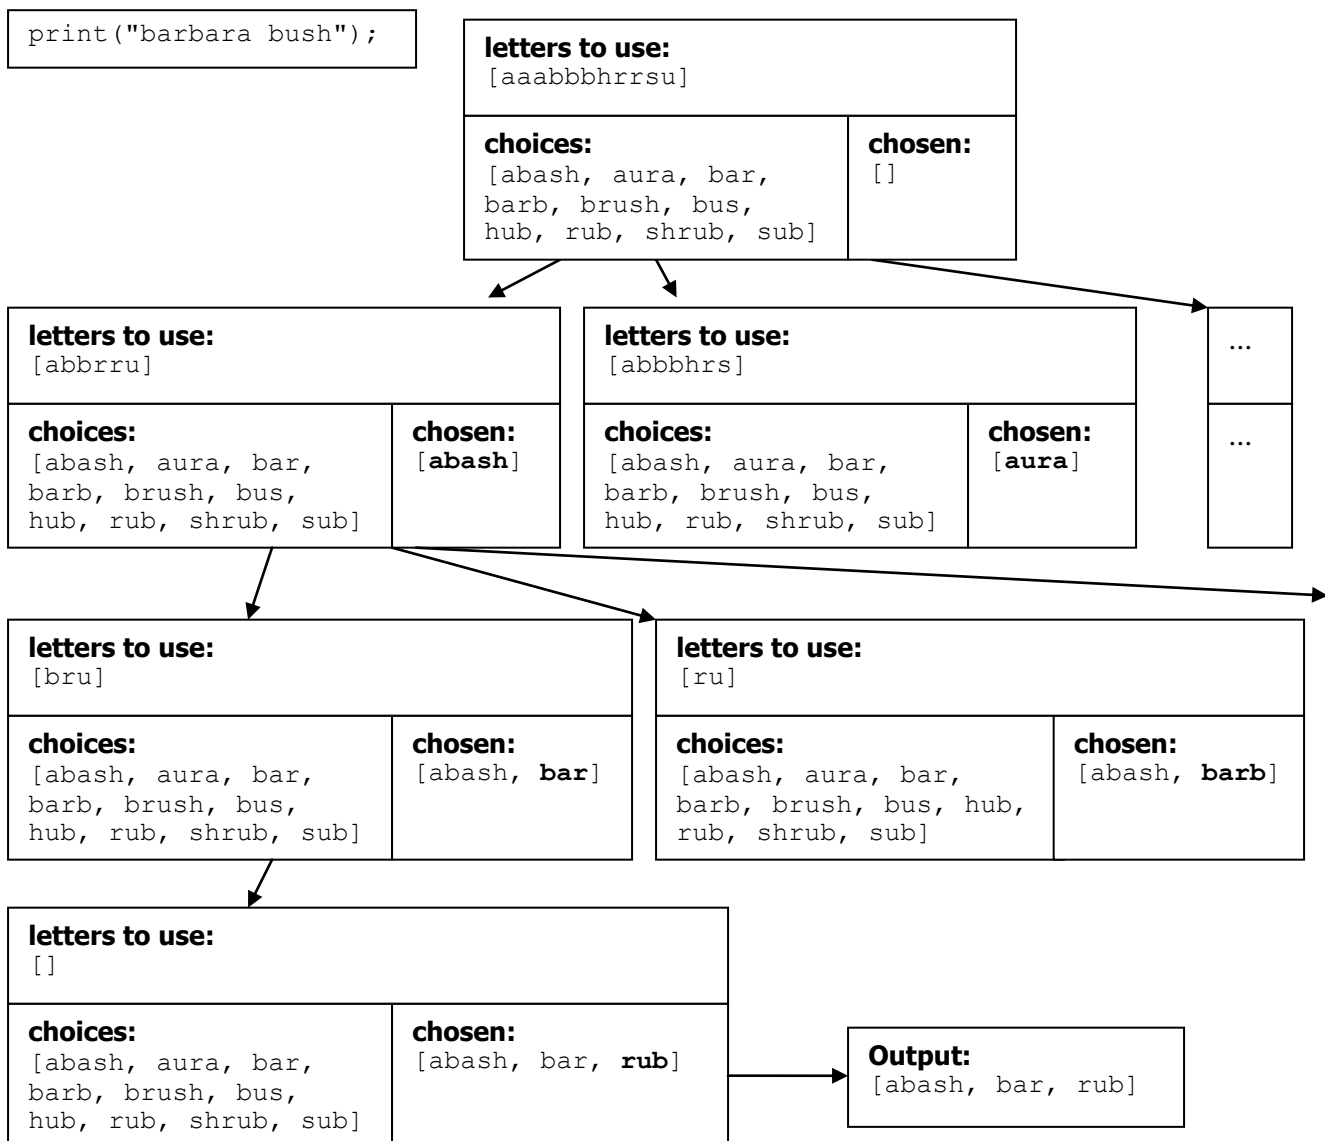 print("barbara bush");
letters to use:
[aaabbbhrrsu]
choices:
[abash, aura, bar,
barb, brush, bus,
hub, rub, shrub, sub]
chosen:
[]
letters to use:
[abbrru]
choices:
[abash, aura, bar,
barb, brush, bus,
hub, rub, shrub, sub]
chosen:
[abash]
letters to use:
[abbbhrs]
choices:
[abash, aura, bar,
barb, brush, bus,
hub, rub, shrub, sub]
chosen:
[aura]
...
...
letters to use:
[bru]
choices:
[abash, aura, bar,
barb, brush, bus,
hub, rub, shrub, sub]
chosen:
[abash, bar]
letters to use:
[ru]
choices:
[abash, aura, bar,
barb, brush, bus, hub,
rub, shrub, sub]
chosen:
[abash, barb]
letters to use:
[]
choices:
[abash, aura, bar,
barb, brush, bus,
hub, rub, shrub, sub]
chosen:
[abash, bar, rub]
Output:
[abash, bar, rub]